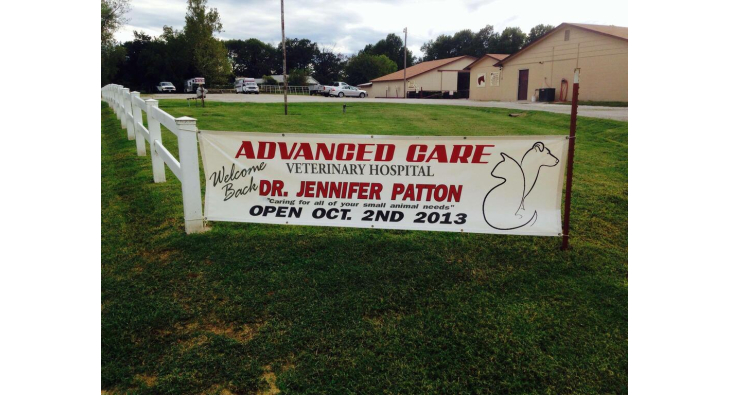 ADVANCED CARE
VETERINARY HOSPITAL
Welcome
Back
DR. JENNIFER PATTON
"Caring for all of your small animal needs"
OPEN OCT. 2ND 2013